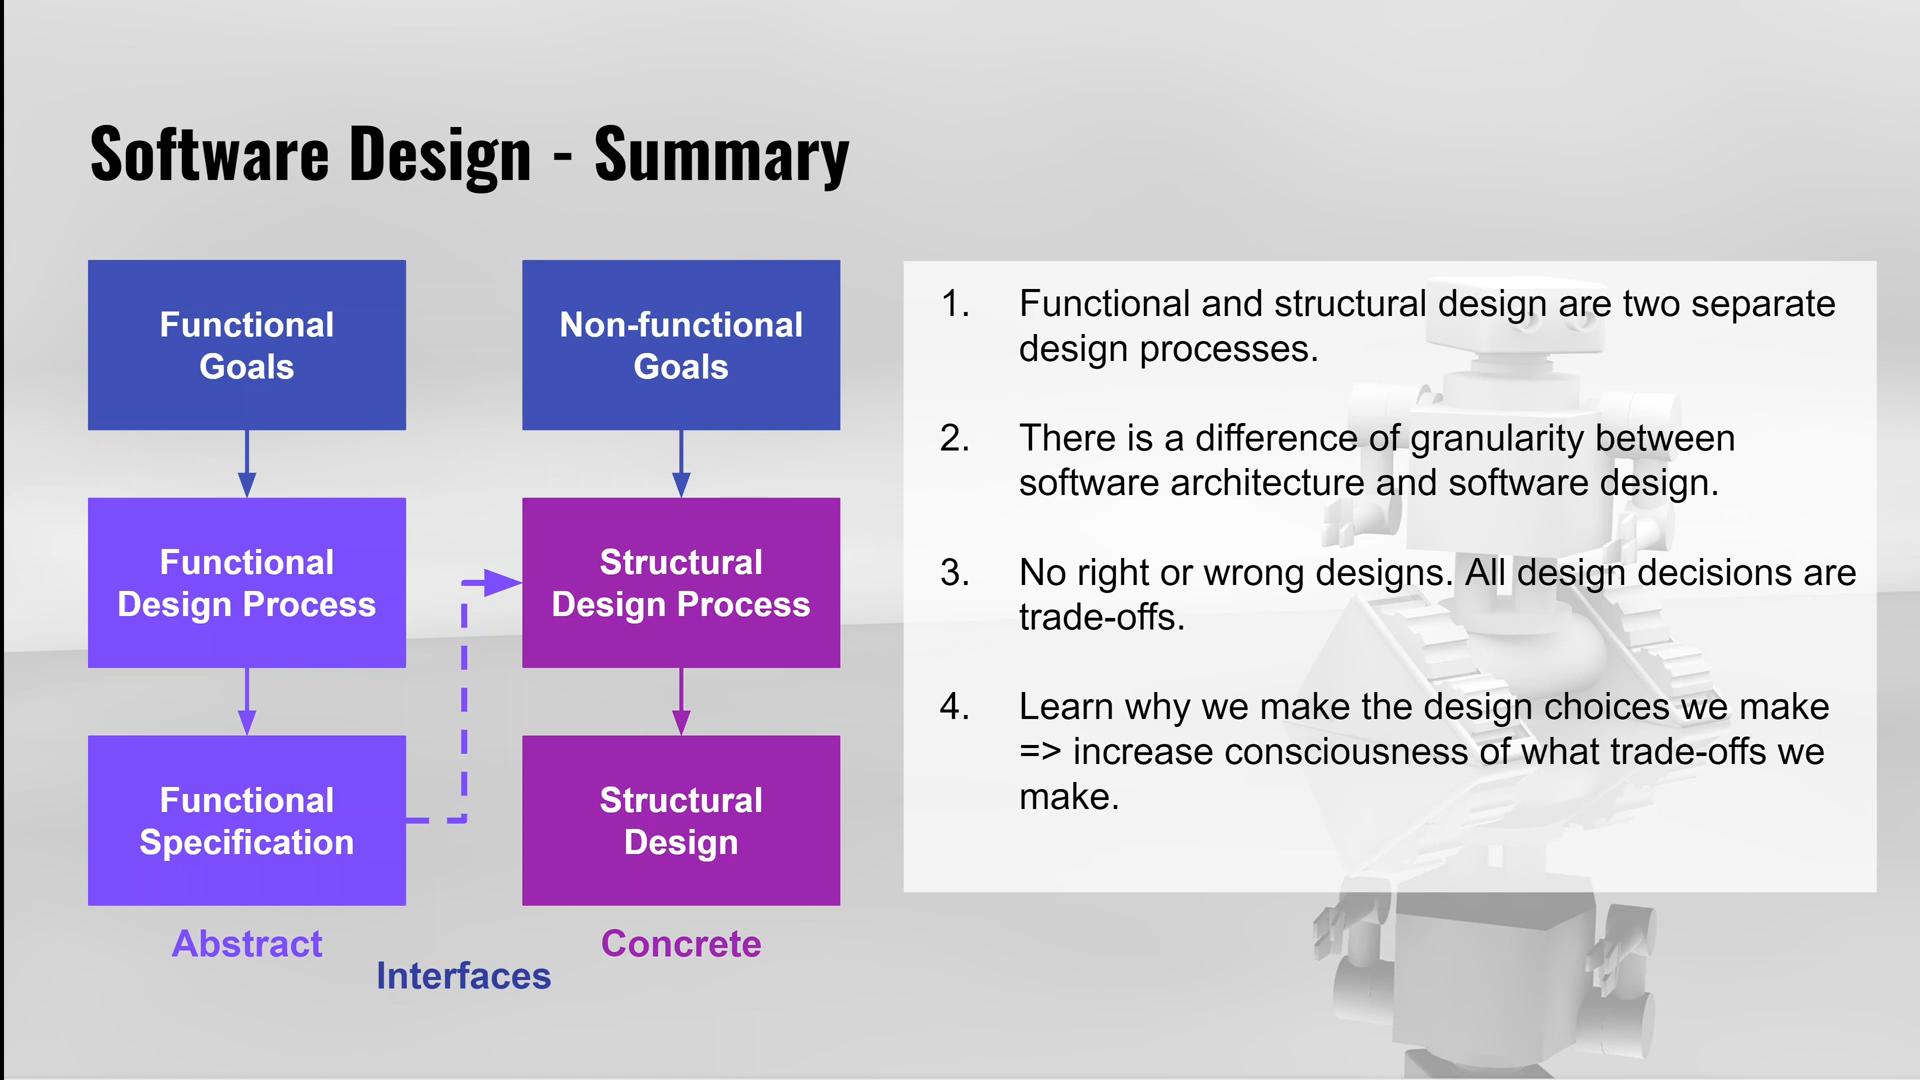 Software Design - Summary
Functional
Goals
Non-functional
Goals
Functional
Design Process
Structural
Design Process
Functional
Specification
Structural
Design
Abstract
Concrete
Interfaces
1. Functional and structural design are two separate
design processes.
2. There is a difference of granularity between
software architecture and software design.
3. No right or wrong designs. All design decisions are
trade-offs.
4. Learn why we make the design choices we make
=> increase consciousness of what trade-offs we
make.